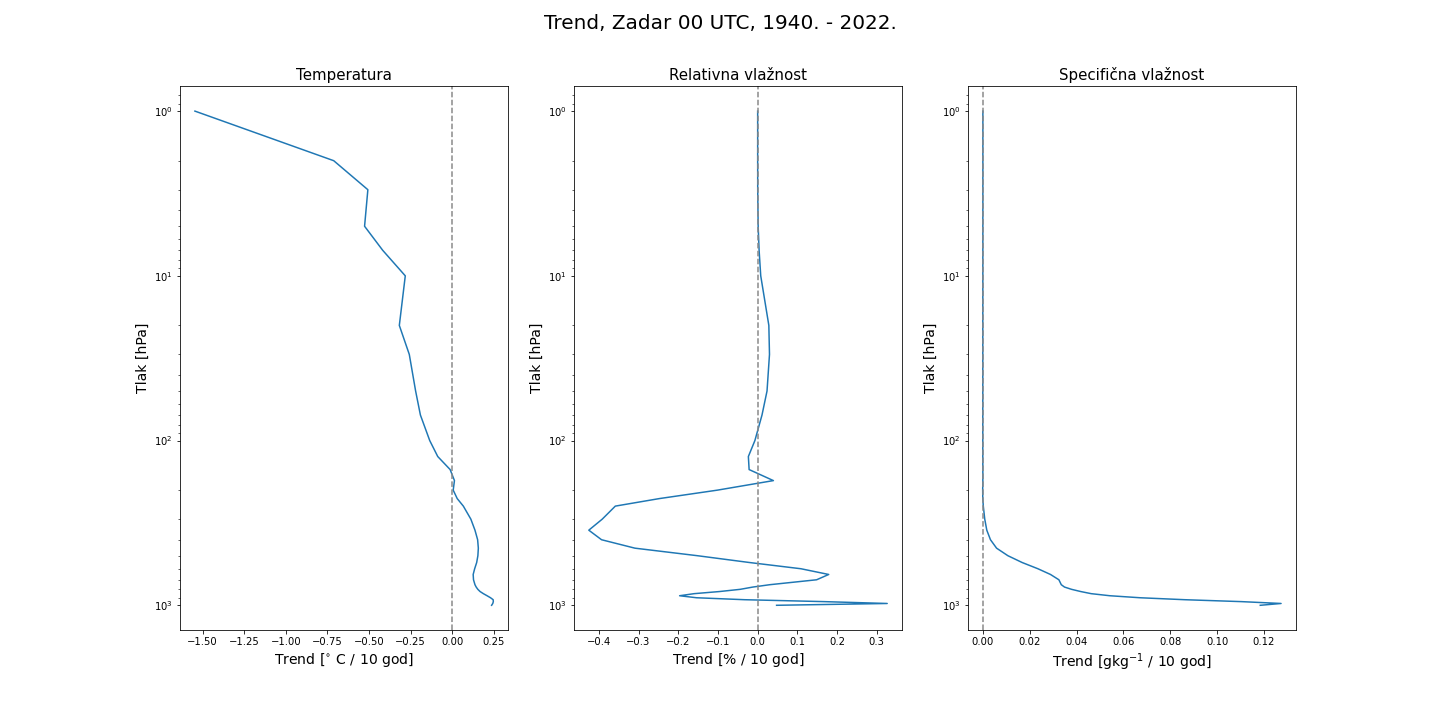 Trend, Zadar 00 UTC, 1940. - 2022.
Temperatura
Relativna vlažnost
Specifična vlažnost
10⁰
10¹
10²
10³
Tlak [hPa]
−1.50 −1.25 −1.00 −0.75 −0.50 −0.25 0.00 0.25
Trend [° C / 10 god]
10⁰
10¹
10²
10³
Tlak [hPa]
−0.4 −0.3 −0.2 −0.1 0.0 0.1 0.2 0.3
Trend [% / 10 god]
10⁰
10¹
10²
10³
Tlak [hPa]
0.00 0.02 0.04 0.06 0.08 0.10 0.12
Trend [gkg⁻¹ / 10 god]